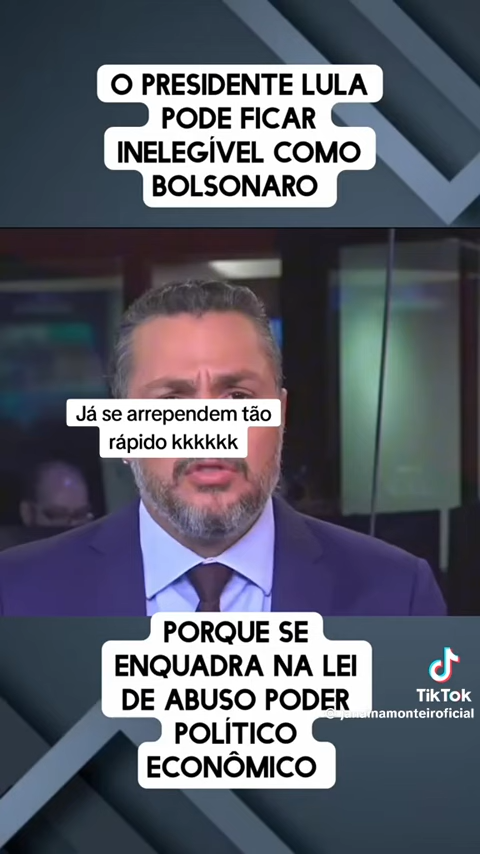 O PRESIDENTE LULA
PODE FICAR
INELEGÍVEL COMO
BOLSONARO
Já se arrependem tão
rápido kkkkkk
PORQUE SE
ENQUADRA NA LEI
DE ABUSO PODER
POLÍTICO
ECONÔMICO
TikTok
@janainamonteiroficial